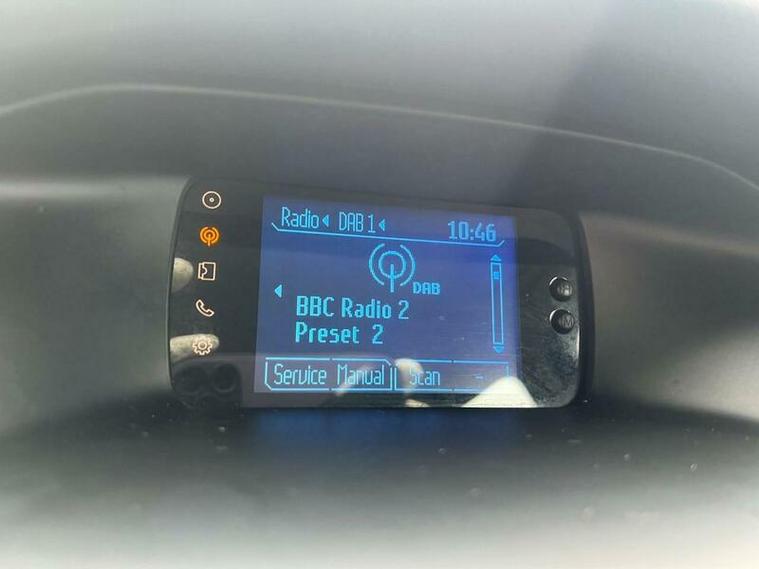 Radio DAB 1 10:46
DAB
BBC Radio 2
Preset 2
Service Manual Scan -